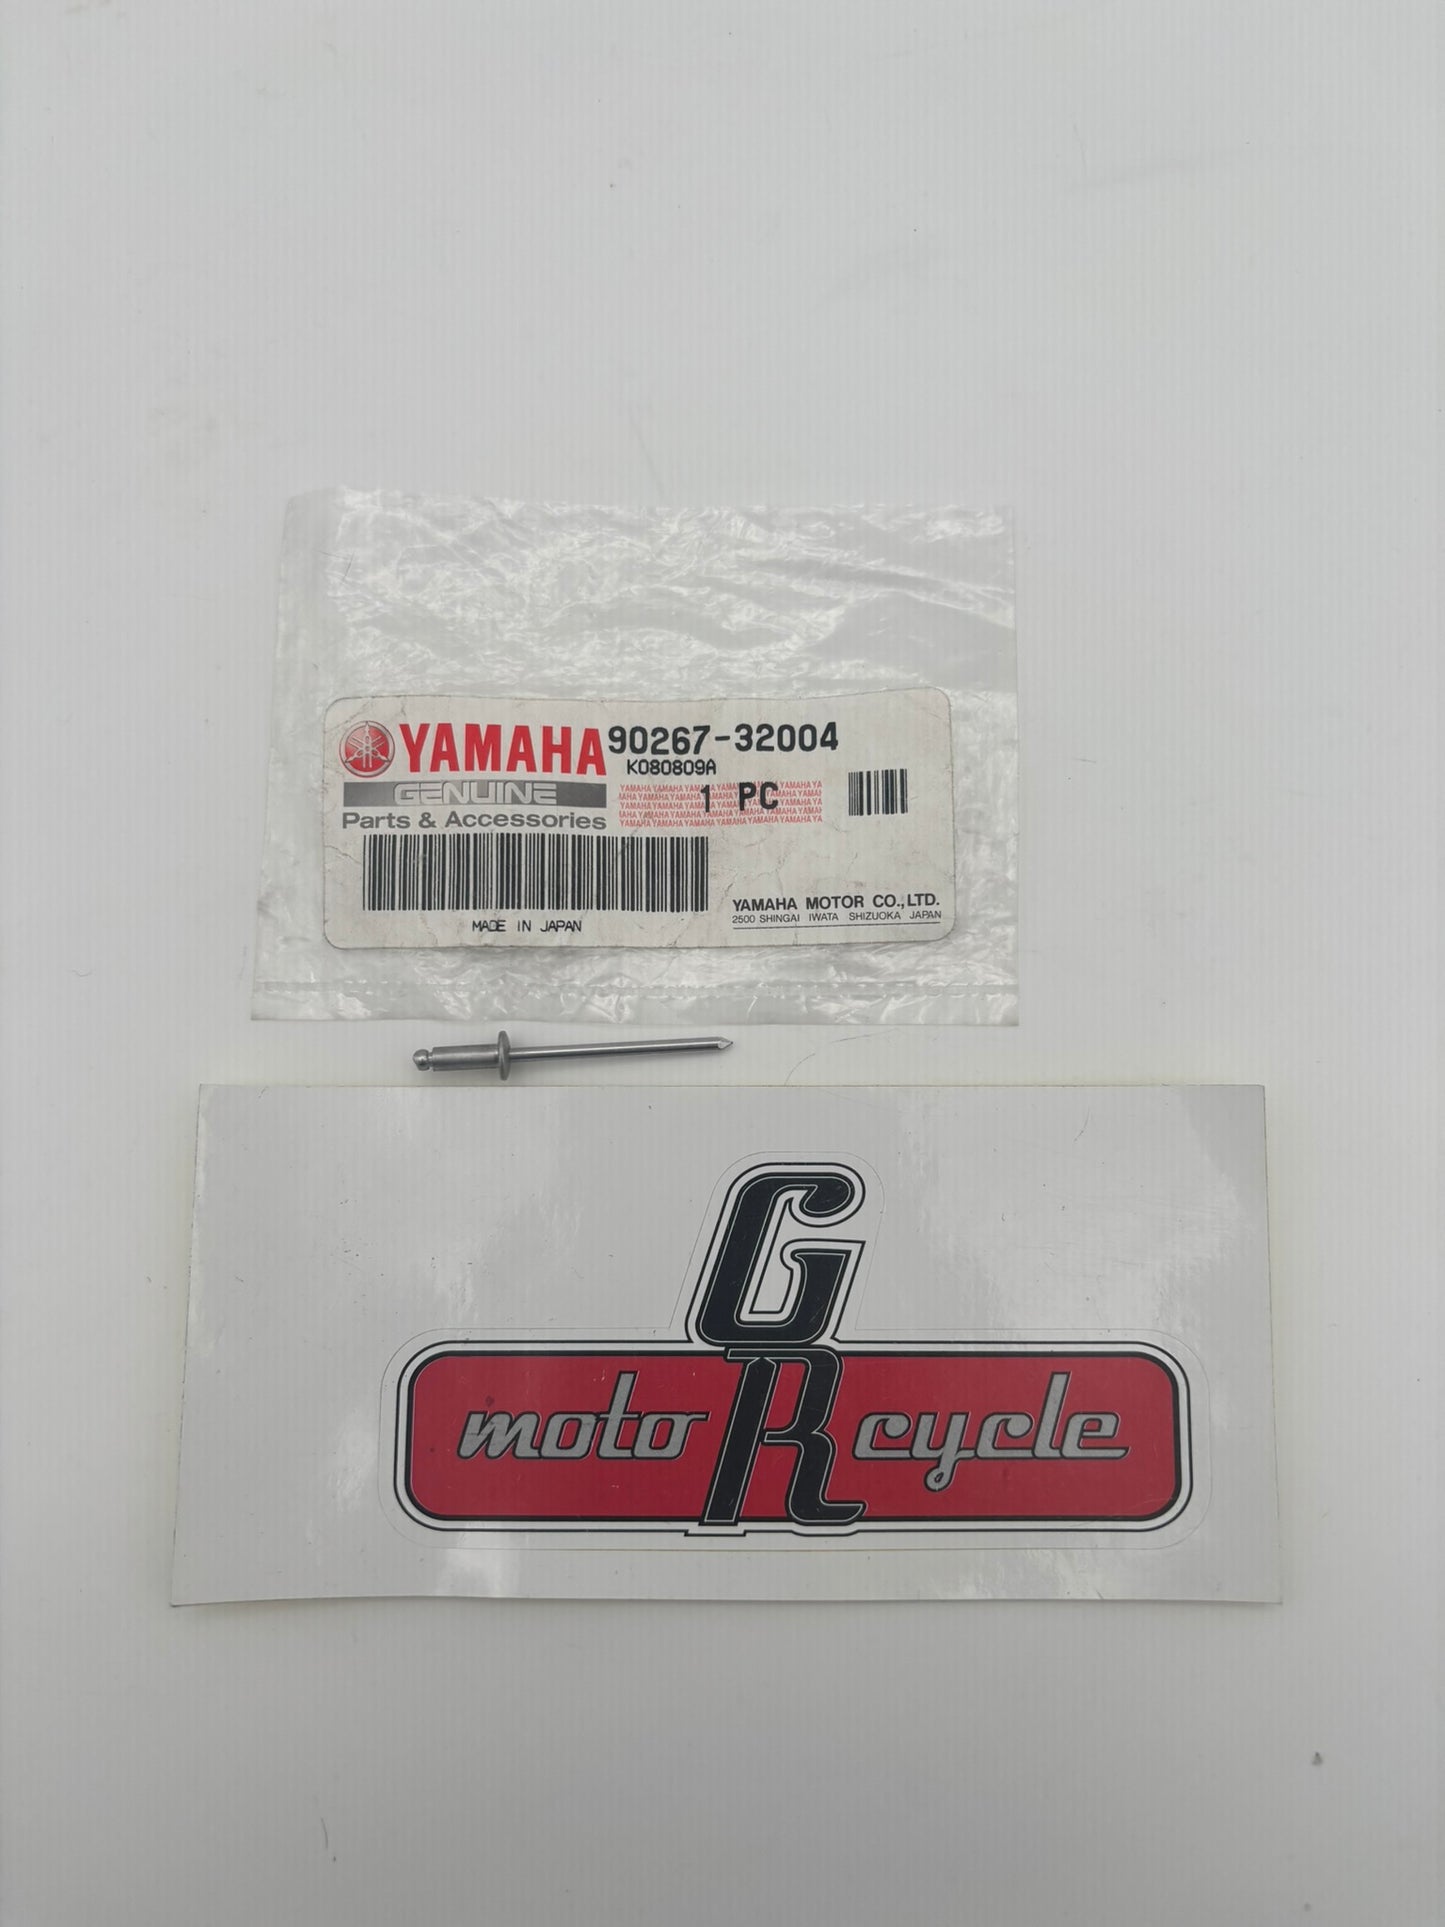 YAMAHA 90267-32004
K080809A
GENUINE
1 PC
Parts & Accessories
YAMAHA MOTOR CO.,LTD.
2500 SHINGAI IWATA SHIZUOKA JAPAN
MADE IN JAPAN
G
moto R cycle